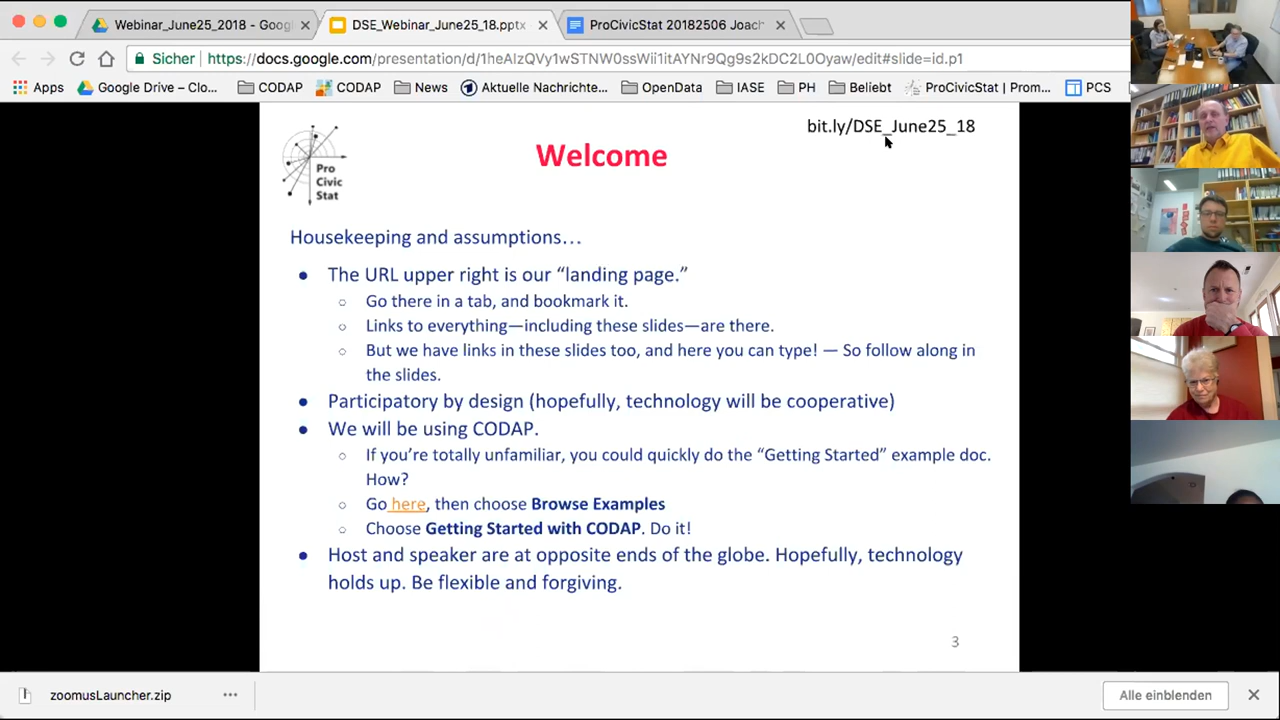 Webinar_June25_2018 - Goog
DSE_Webinar_June25_18.pptx
ProCivicStat 20182506 Joach
Sicher
https://docs.google.com/presentation/d/1heAIzQVy1wSTNW0ssWii1itAYNr9Qg9s2kDC2L0Oyaw/edit#slide=id.p1
Apps
Google Drive – Clo...
CODAP
CODAP
News
Aktuelle Nachrichte...
OpenData
IASE
PH
Beliebt
ProCivicStat | Prom...
PCS
bit.ly/DSE_June25_18
Pro
Civic
Stat
Welcome
Housekeeping and assumptions…
● The URL upper right is our “landing page.”
○ Go there in a tab, and bookmark it.
○ Links to everything—including these slides—are there.
○ But we have links in these slides too, and here you can type! — So follow along in
the slides.
● Participatory by design (hopefully, technology will be cooperative)
● We will be using CODAP.
○ If you’re totally unfamiliar, you could quickly do the “Getting Started” example doc.
How?
○ Go here, then choose Browse Examples
○ Choose Getting Started with CODAP. Do it!
● Host and speaker are at opposite ends of the globe. Hopefully, technology
holds up. Be flexible and forgiving.
3
zoomusLauncher.zip
Alle einblenden